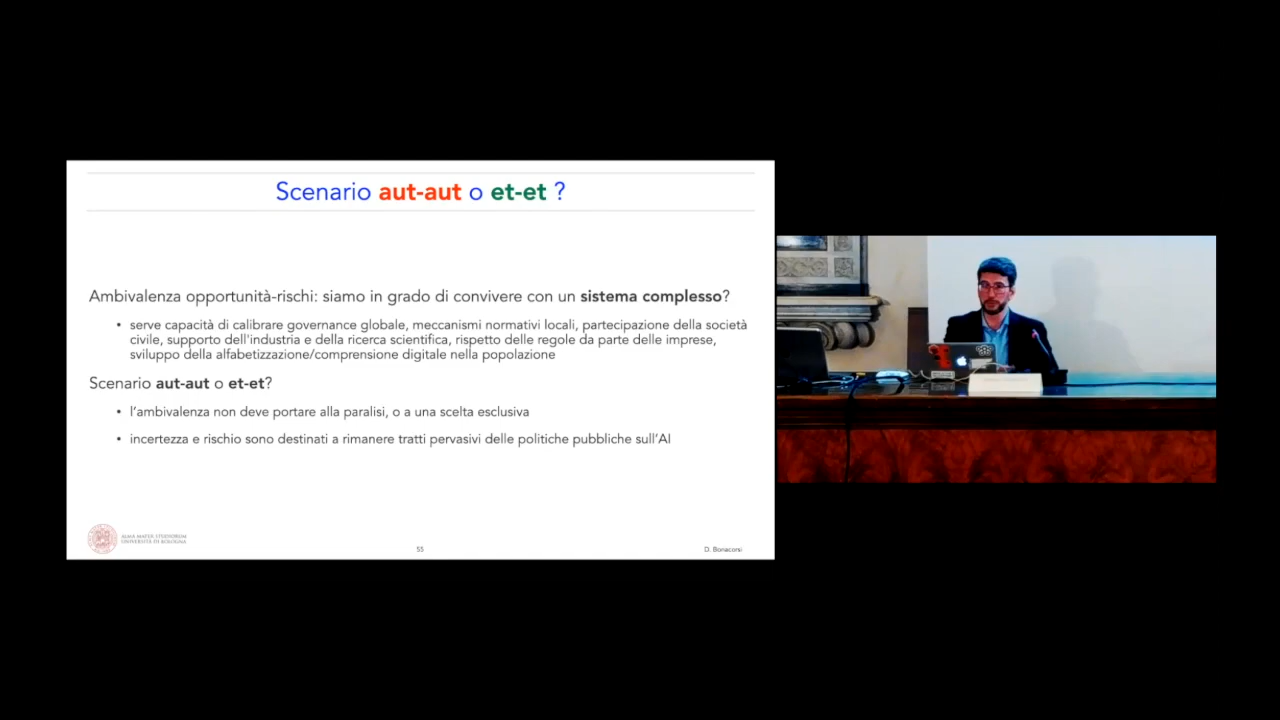 Scenario aut-aut o et-et ?
Ambivalenza opportunità-rischi: siamo in grado di convivere con un sistema complesso?
• serve capacità di calibrare governance globale, meccanismi normativi locali, partecipazione della società
civile, supporto dell'industria e della ricerca scientifica, rispetto delle regole da parte delle imprese,
sviluppo della alfabetizzazione/comprensione digitale nella popolazione
Scenario aut-aut o et-et?
• l'ambivalenza non deve portare alla paralisi, o a una scelta esclusiva
• incertezza e rischio sono destinati a rimanere tratti pervasivi delle politiche pubbliche sull'AI
ALMA MATER STUDIORUM
UNIVERSITÀ DI BOLOGNA
55
D. Bonacorsi